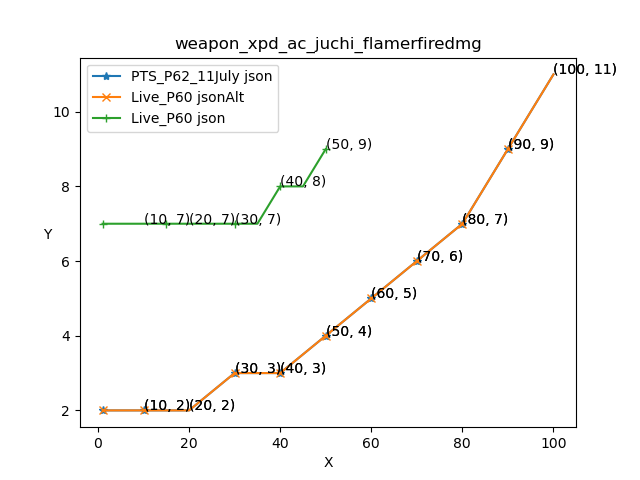 weapon_xpd_ac_juchi_flamerfiredmg
PTS_P62_11July json
Live_P60 jsonAlt
Live_P60 json
(100, 11)
(50, 9)
(90, 9)
(40, 8)
(10, 7)(20, 7)(30, 7)
(80, 7)
(70, 6)
(60, 5)
(50, 4)
(30, 3)(40, 3)
(10, 2)(20, 2)
10
8
6
4
2
Y
0 20 40 60 80 100
X